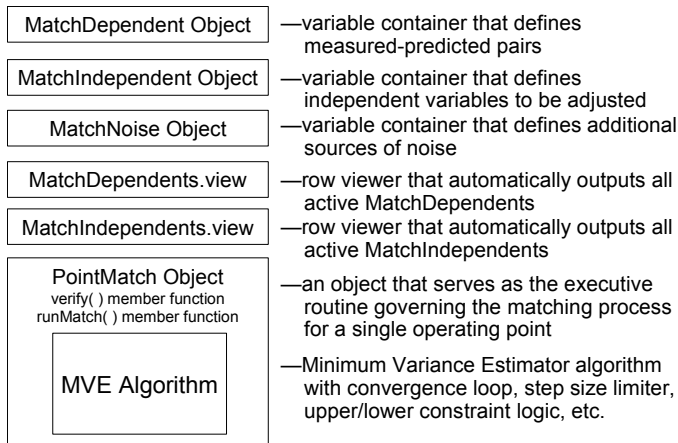 MatchDependent Object
—variable container that defines
measured-predicted pairs
MatchIndependent Object
—variable container that defines
independent variables to be adjusted
MatchNoise Object
—variable container that defines additional
sources of noise
MatchDependents.view
—row viewer that automatically outputs all
active MatchDependents
MatchIndependents.view
—row viewer that automatically outputs all
active MatchIndependents
PointMatch Object
verify( ) member function
runMatch( ) member function
—an object that serves as the executive
routine governing the matching process
for a single operating point
MVE Algorithm
—Minimum Variance Estimator algorithm
with convergence loop, step size limiter,
upper/lower constraint logic, etc.